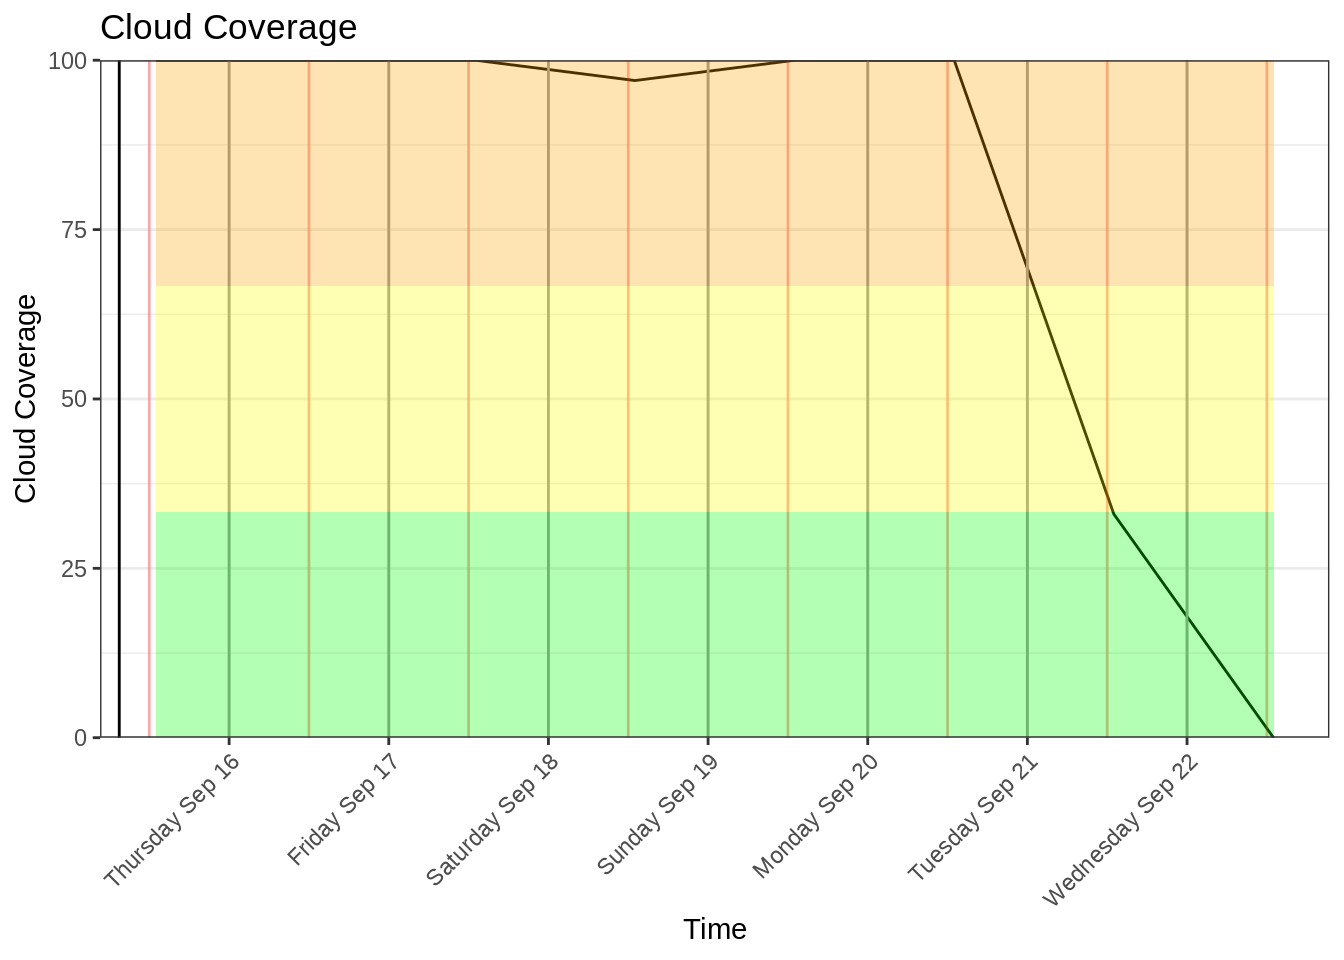 Cloud Coverage
Cloud Coverage
100
75
50
25
0
Thursday Sep 16
Friday Sep 17
Saturday Sep 18
Sunday Sep 19
Monday Sep 20
Tuesday Sep 21
Wednesday Sep 22
Time